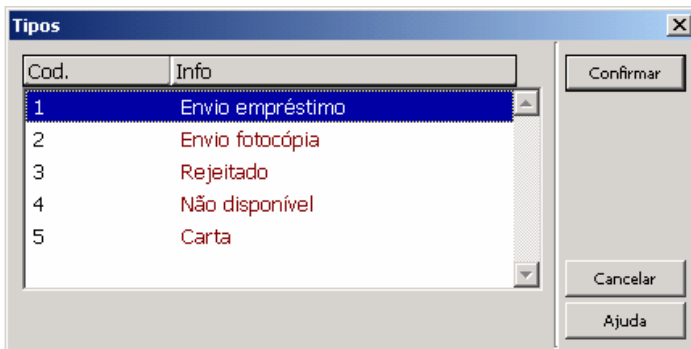 Tipos
Cod. Info
1 Envio empréstimo
2 Envio fotocópia
3 Rejeitado
4 Não disponível
5 Carta
Confirmar
Cancelar
Ajuda